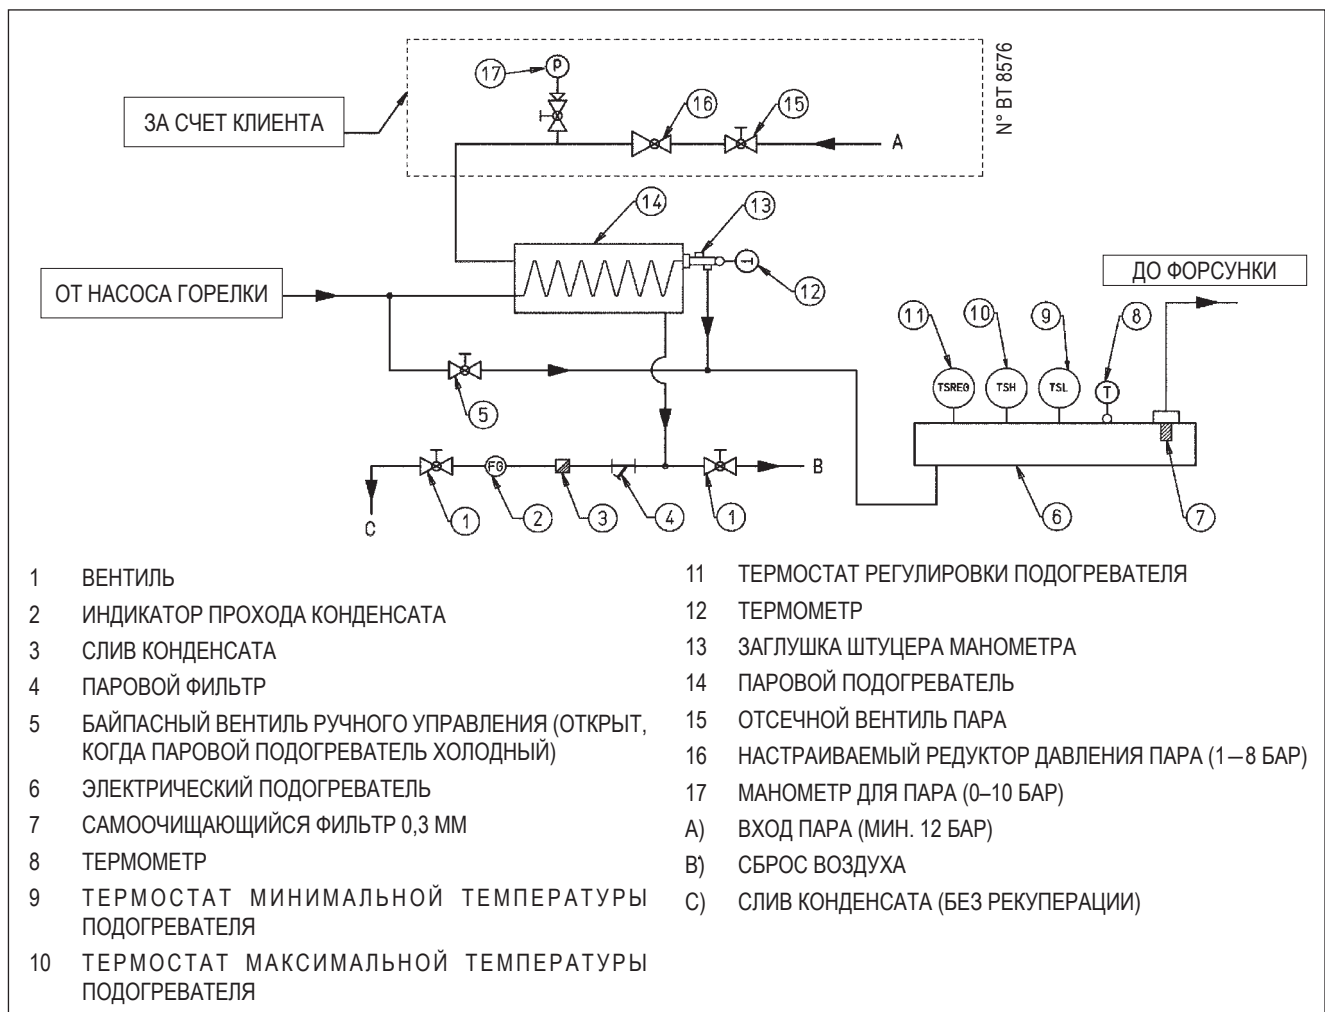 N° BT 8576
P
17
16
15
ЗА СЧЕТ КЛИЕНТА
A
14
13
ОТ НАСОСА ГОРЕЛКИ
T
12
ДО ФОРСУНКИ
11
10
9
8
TSREG
TSH
TSL
T
5
B
FG
C
1
2
3
4
1
6
7
1 ВЕНТИЛЬ
2 ИНДИКАТОР ПРОХОДА КОНДЕНСАТА
3 СЛИВ КОНДЕНСАТА
4 ПАРОВОЙ ФИЛЬТР
5 БАЙПАСНЫЙ ВЕНТИЛЬ РУЧНОГО УПРАВЛЕНИЯ (ОТКРЫТ,
КОГДА ПАРОВОЙ ПОДОГРЕВАТЕЛЬ ХОЛОДНЫЙ)
6 ЭЛЕКТРИЧЕСКИЙ ПОДОГРЕВАТЕЛЬ
7 САМООЧИЩАЮЩИЙСЯ ФИЛЬТР 0,3 ММ
8 ТЕРМОМЕТР
9 ТЕРМОСТАТ МИНИМАЛЬНОЙ ТЕМПЕРАТУРЫ
ПОДОГРЕВАТЕЛЯ
10 ТЕРМОСТАТ МАКСИМАЛЬНОЙ ТЕМПЕРАТУРЫ
ПОДОГРЕВАТЕЛЯ
11 ТЕРМОСТАТ РЕГУЛИРОВКИ ПОДОГРЕВАТЕЛЯ
12 ТЕРМОМЕТР
13 ЗАГЛУШКА ШТУЦЕРА МАНОМЕТРА
14 ПАРОВОЙ ПОДОГРЕВАТЕЛЬ
15 ОТСЕЧНОЙ ВЕНТИЛЬ ПАРА
16 НАСТРАИВАЕМЫЙ РЕДУКТОР ДАВЛЕНИЯ ПАРА (1—8 БАР)
17 МАНОМЕТР ДЛЯ ПАРА (0–10 БАР)
A) ВХОД ПАРА (МИН. 12 БАР)
B) СБРОС ВОЗДУХА
C) СЛИВ КОНДЕНСАТА (БЕЗ РЕКУПЕРАЦИИ)